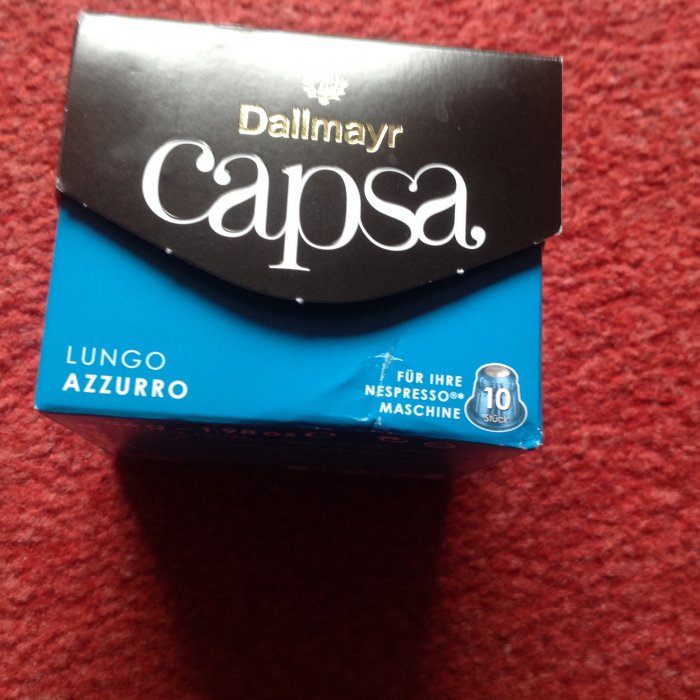 Dallmayr
capsa
LUNGO
AZZURRO
FÜR IHRE
NESPRESSO®*
MASCHINE
10
Stück